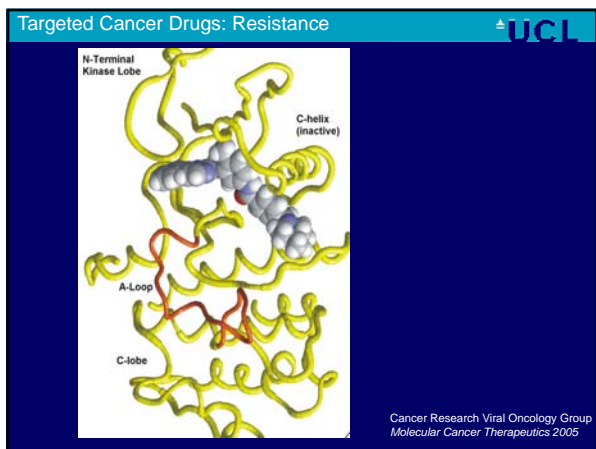 Targeted Cancer Drugs: Resistance
UCL
N-Terminal
Kinase Lobe
C-helix
(inactive)
A-Loop
C-lobe
Cancer Research Viral Oncology Group
Molecular Cancer Therapeutics 2005